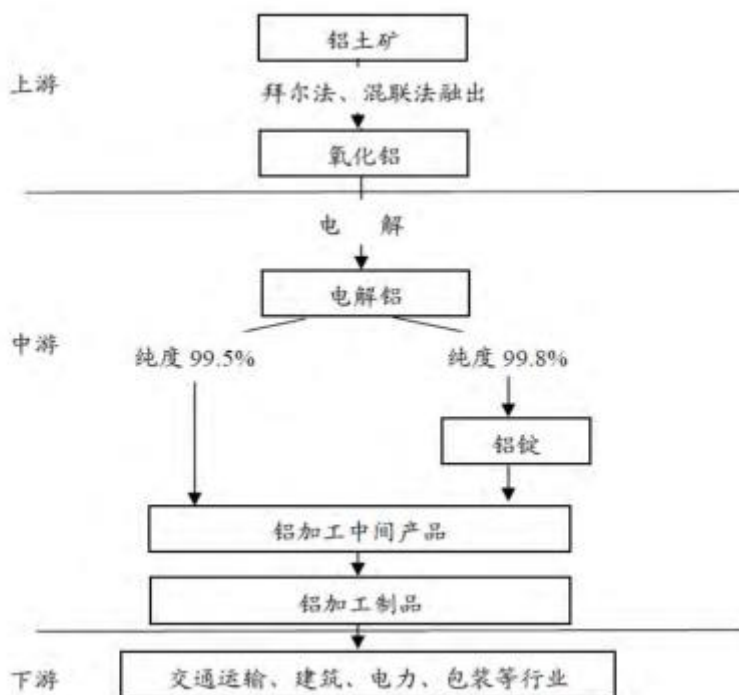 铝土矿
上游
拜尔法、混联法融出
氧化铝
电 解
电解铝
中游
纯度 99.5%
纯度 99.8%
铝锭
铝加工中间产品
铝加工制品
下游
交通运输、建筑、电力、包装等行业